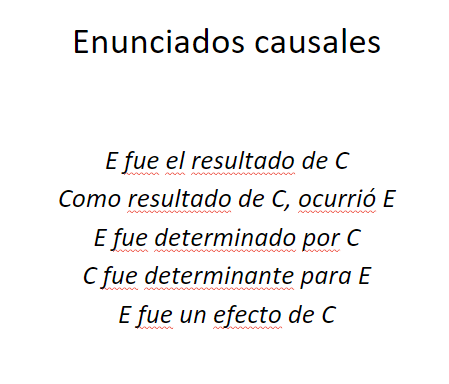 Enunciados causales
E fue el resultado de C
Como resultado de C, ocurrió E
E fue determinado por C
C fue determinante para E
E fue un efecto de C